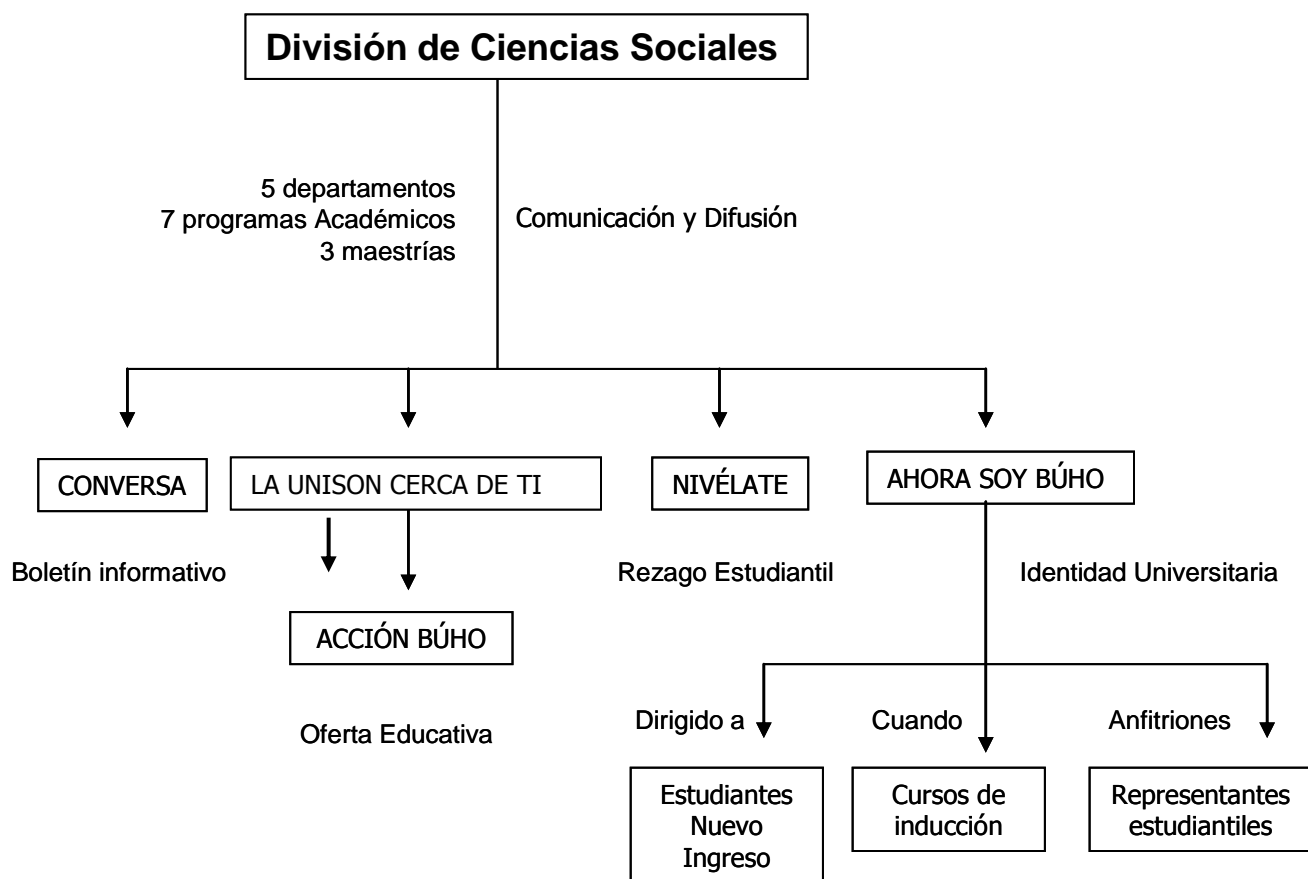 División de Ciencias Sociales
5 departamentos
7 programas Académicos
3 maestrías
Comunicación y Difusión
CONVERSA
LA UNISON CERCA DE TI
NIVÉLATE
AHORA SOY BÚHO
Boletín informativo
Rezago Estudiantil
Identidad Universitaria
ACCIÓN BÚHO
Oferta Educativa
Dirigido a
Cuando
Anfitriones
Estudiantes
Nuevo
Ingreso
Cursos de
inducción
Representantes
estudiantiles